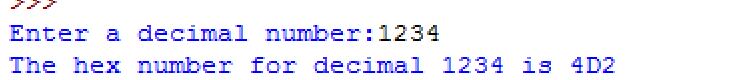 >>>
Enter a decimal number:1234
The hex number for decimal 1234 is 4D2